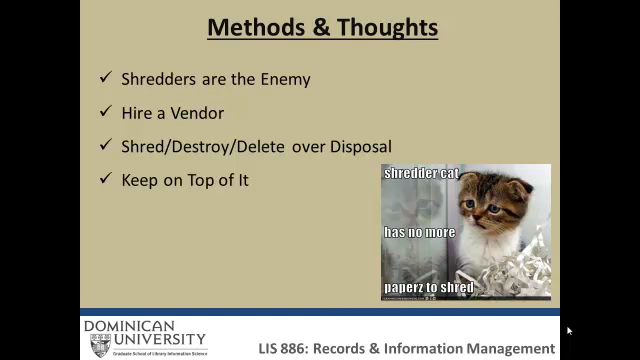 Methods & Thoughts
Shredders are the Enemy
Hire a Vendor
Shred/Destroy/Delete over Disposal
Keep on Top of It
shredder cat
has no more
paperz to shred
DOMINICAN
UNIVERSITY
Graduate School of Library & Information Science
LIS 886: Records & Information Management